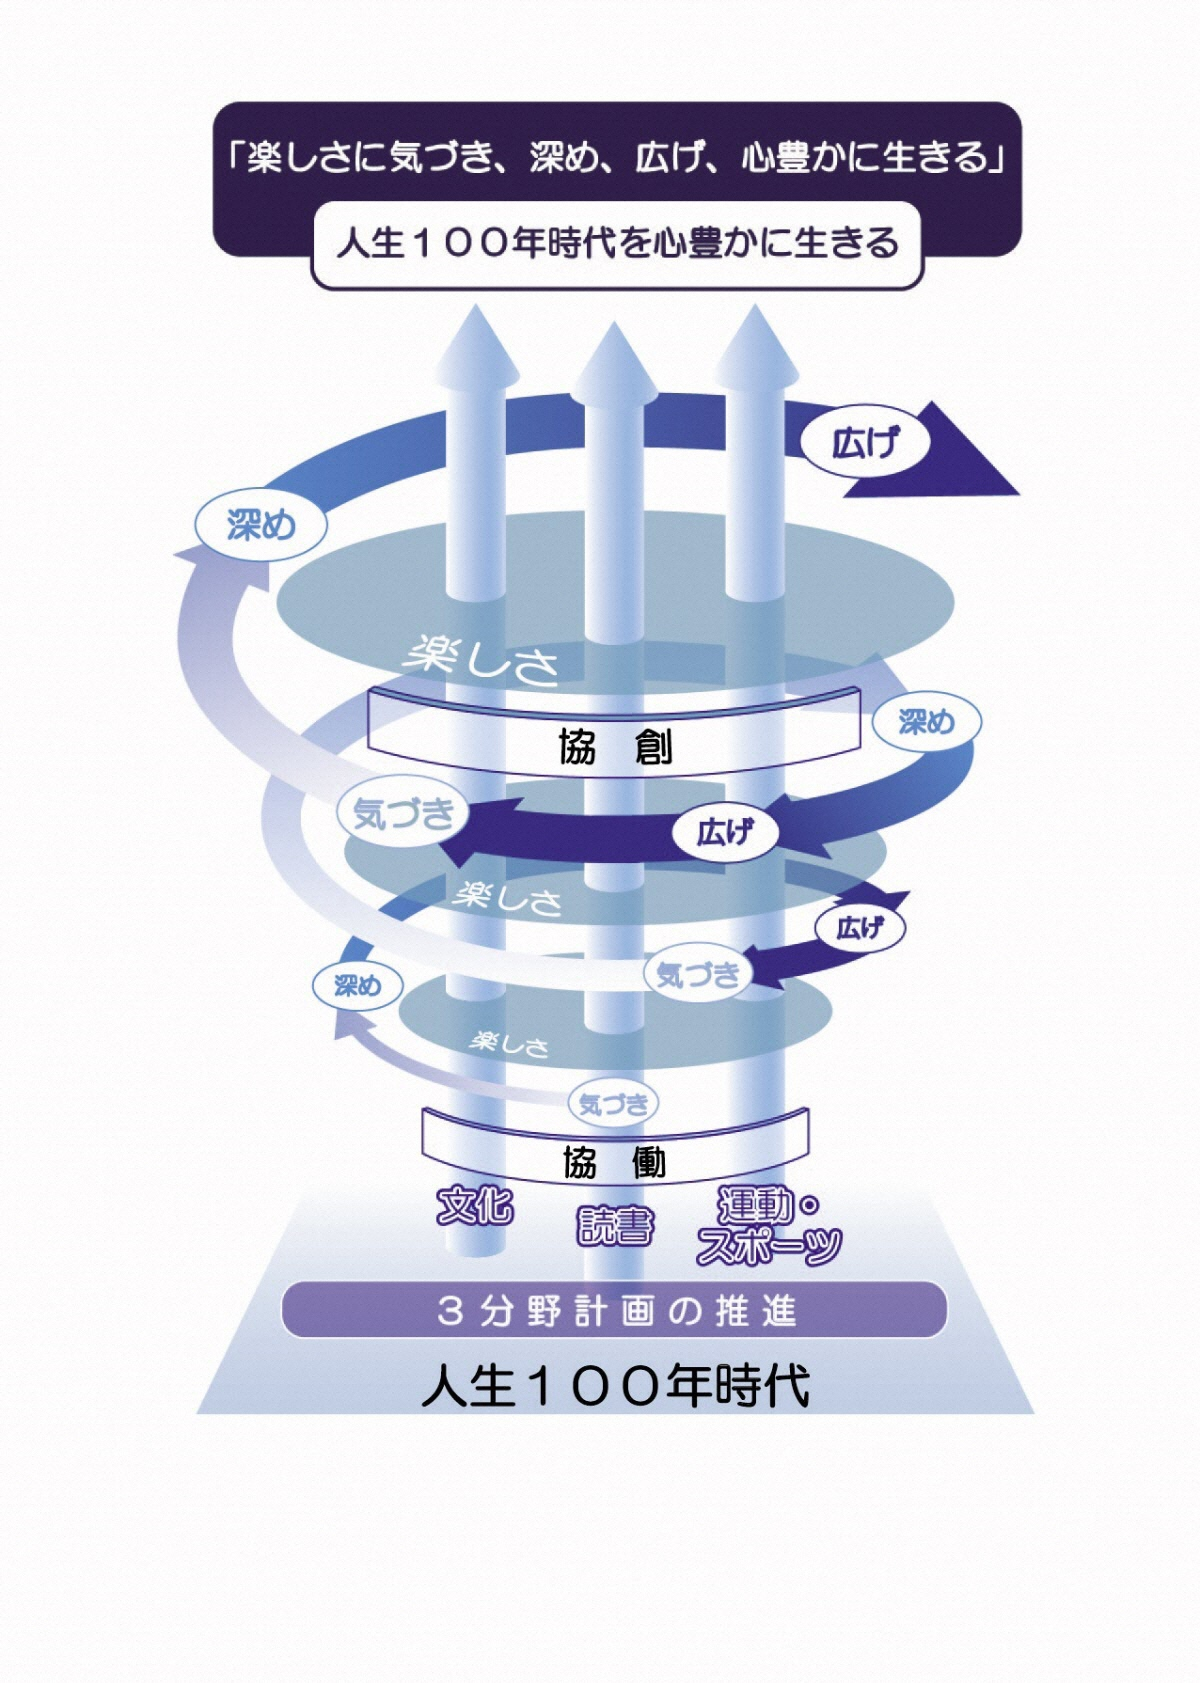 「楽しさに気づき、深め、広げ、心豊かに生きる」
人生１００年時代を心豊かに生きる
広げ
深め
楽しさ
深め
協　創
気づき
広げ
楽しさ
広げ
気づき
深め
楽しさ
気づき
協　働
文化
読書
運動・
スポーツ
３分野計画の推進
人生１００年時代